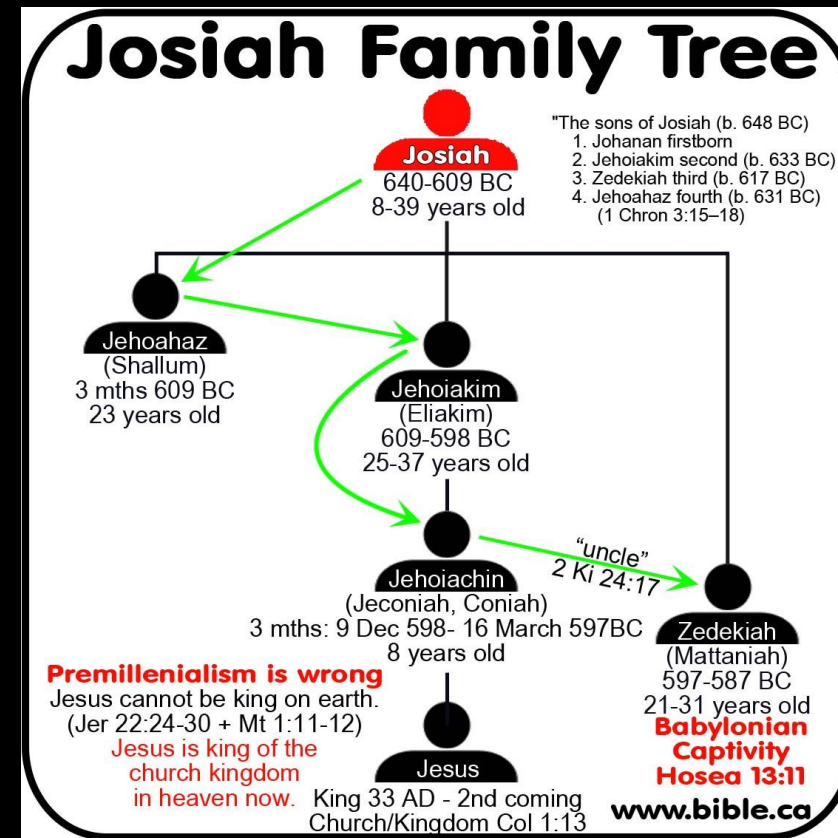 Josiah Family Tree
Josiah
640-609 BC
8-39 years old
"The sons of Josiah (b. 648 BC)
1. Johanan firstborn
2. Jehoiakim second (b. 633 BC)
3. Zedekiah third (b. 617 BC)
4. Jehoahaz fourth (b. 631 BC)
(1 Chron 3:15–18)
Jehoahaz
(Shallum)
3 mths 609 BC
23 years old
Jehoiakim
(Eliakim)
609-598 BC
25-37 years old
Jehoiachin
(Jeconiah, Coniah)
3 mths: 9 Dec 598- 16 March 597BC
8 years old
“uncle”
2 Ki 24:17
Zedekiah
(Mattaniah)
597-587 BC
21-31 years old
Babylonian
Captivity
Hosea 13:11
Premillenialism is wrong
Jesus cannot be king on earth.
(Jer 22:24-30 + Mt 1:11-12)
Jesus is king of the
church kingdom
in heaven now.
Jesus
King 33 AD - 2nd coming
Church/Kingdom Col 1:13
www.bible.ca